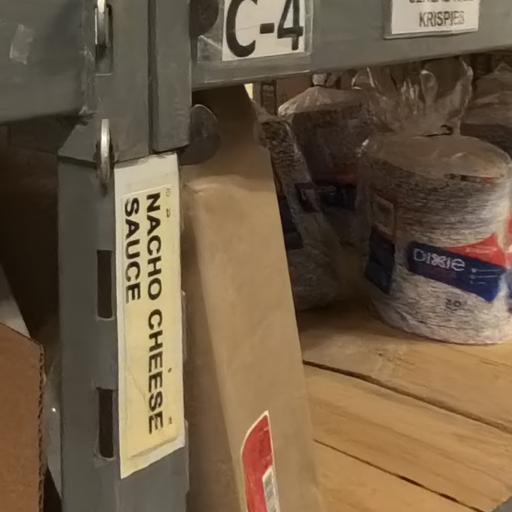 C-4
KRISPIES
NACHO CHEESE
SAUCE
DIXIE